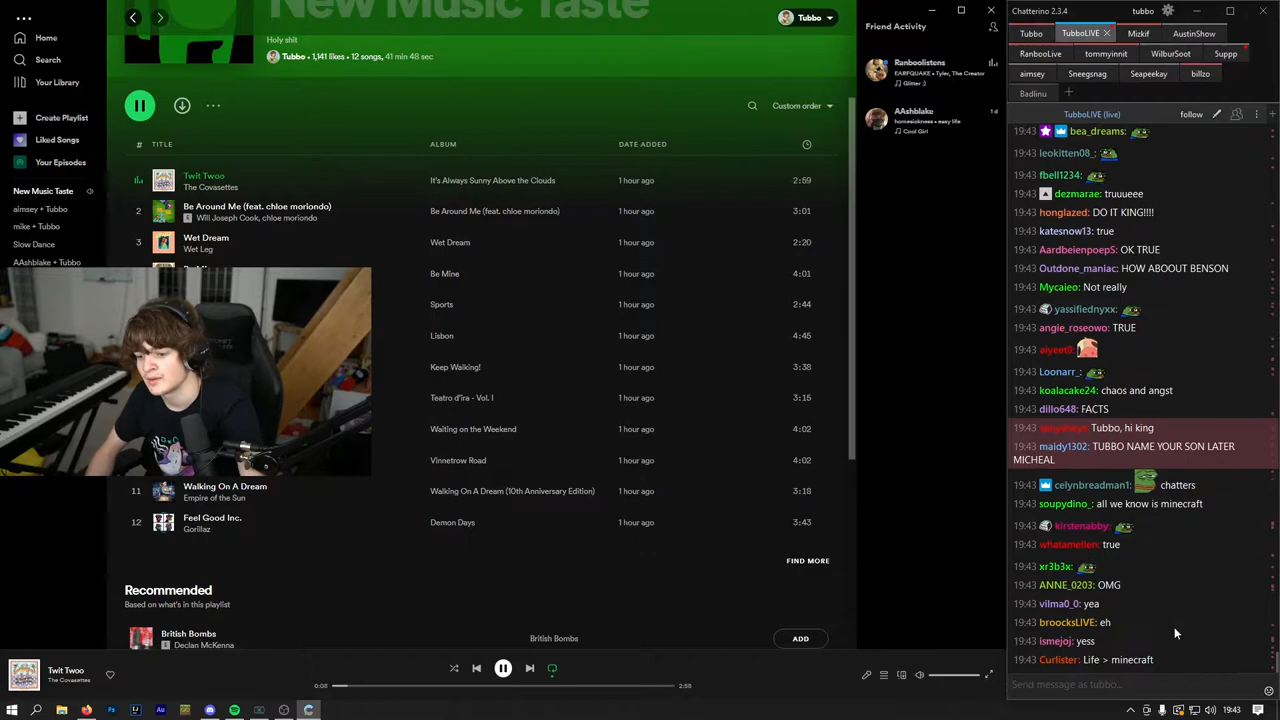 New Music Taste
Holy shit
Tubbo • 1,141 likes • 12 songs, 41 min 48 sec
Tubbo
Home
Search
Your Library
Create Playlist
Liked Songs
Your Episodes
New Music Taste
aimsey + Tubbo
mike + Tubbo
Slow Dance
AAshblake + Tubbo
Custom order
# TITLE ALBUM DATE ADDED
Twit Twoo It's Always Sunny Above the Clouds 1 hour ago 2:59
The Covasettes
2 Be Around Me (feat. chloe moriondo) Be Around Me (feat. chloe moriondo) 1 hour ago 3:01
E Will Joseph Cook, chloe moriondo
3 Wet Dream Wet Dream 1 hour ago 2:20
Wet Leg
Be Mine 1 hour ago 4:01
Sports 1 hour ago 2:44
Lisbon 1 hour ago 4:45
Keep Walking! 1 hour ago 3:38
Teatro d'ira - Vol. I 1 hour ago 3:15
Waiting on the Weekend 1 hour ago 4:02
Vinnetrow Road 1 hour ago 4:02
11 Walking On A Dream Walking On A Dream (10th Anniversary Edition) 1 hour ago 3:18
Empire of the Sun
12 Feel Good Inc. Demon Days 1 hour ago 3:43
Gorillaz
FIND MORE
Recommended
Based on what's in this playlist
British Bombs British Bombs ADD
E Declan McKenna
Twit Twoo
The Covasettes
0:08 2:58
Friend Activity
Ranboolistens
EARFQUAKE • Tyler, The Creator
Glitter :)
AAshblake 1 d
homesickness • easy life
Cool Girl
Chatterino 2.3.4 tubbo
Tubbo TubboLIVE Mizkif AustinShow
RanbooLive tommyinnit WilburSoot 5uppp
aimsey Sneegsnag Seapeekay billzo
Badlinu
TubboLIVE (live) follow
19:43 bea_dreams:
19:43 leokitten08_:
19:43 fbell1234:
19:43 dezmarae: truuueee
19:43 honglazed: DO IT KING!!!!
19:43 katesnow13: true
19:43 AardbeienpoepS: OK TRUE
19:43 Outdone_maniac: HOW ABOUT BENSON
19:43 Mycaieo: Not really
19:43 yassifiednyxx:
19:43 angie_roseowo: TRUE
19:43 aiyeet0:
19:43 Loonarr_:
19:43 koalacake24: chaos and angst
19:43 dillo648: FACTS
19:43 Tubbo, hi king
19:43 maldy1302: TUBBO NAME YOUR SON LATER
MICHEAL
19:43 celynbreadman1: chatters
19:43 soupydino_: all we know is minecraft
19:43 kirstenabby:
19:43 whatamellen: true
19:43 xr3b3x:
19:43 ANNE_0203: OMG
19:43 vilma0_0: yea
19:43 broocksLIVE: eh
19:43 ismejoj: yess
19:43 Curlister: Life > minecraft
Send message as tubbo...
19:43